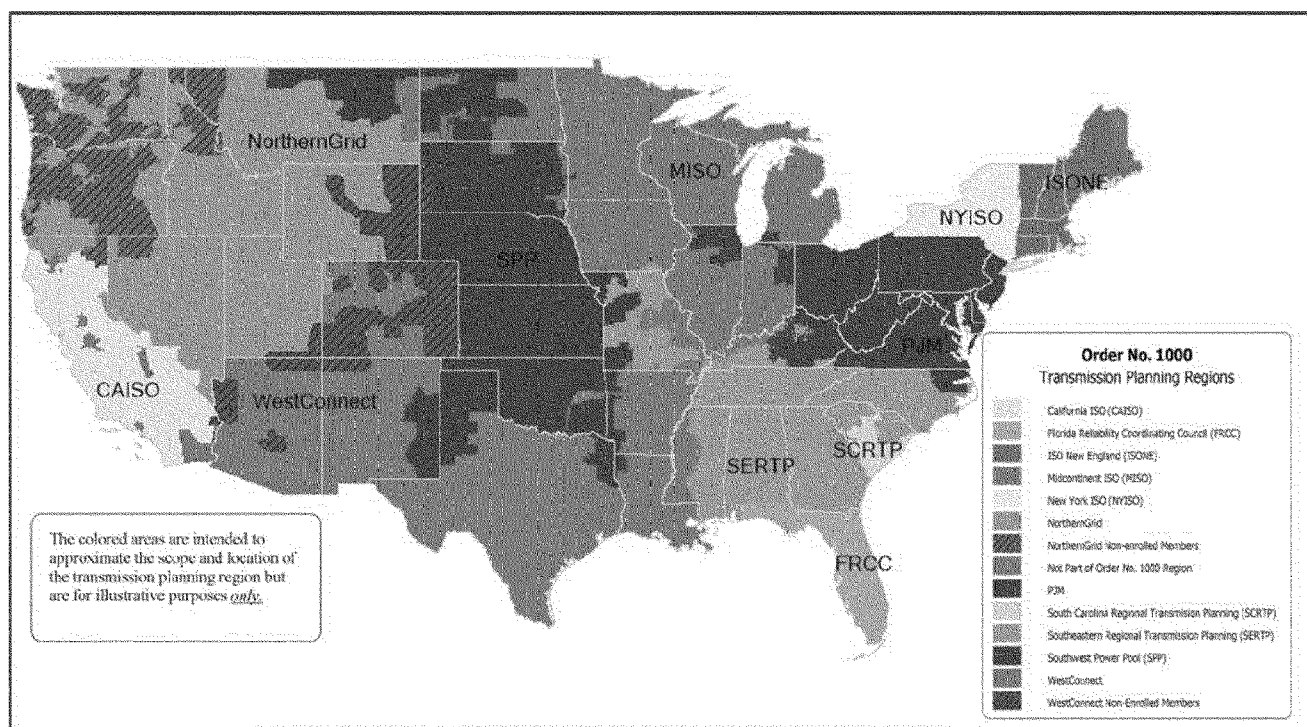 NorthernGrid
MISO
ISONE
NYISO
SPP
PJM
CAISO
WestConnect
SERTP
SCRTP
FRCC
The colored areas are intended to
approximate the scope and location of
the transmission planning region but
are for illustrative purposes only.
Order No. 1000
Transmission Planning Regions
California ISO (CAISO)
Florida Reliability Coordinating Council (FRCC)
ISO New England (ISONE)
Midcontinent ISO (MISO)
New York ISO (NYISO)
NorthernGrid
NorthernGrid Non-enrolled Members
Not Part of Order No. 1000 Region
PJM
South Carolina Regional Transmision Planning (SCRTP)
Southeastern Regional Transmission Planning (SERTP)
Southwest Power Pool (SPP)
WestConnect
WestConnect Non-Enrolled Members